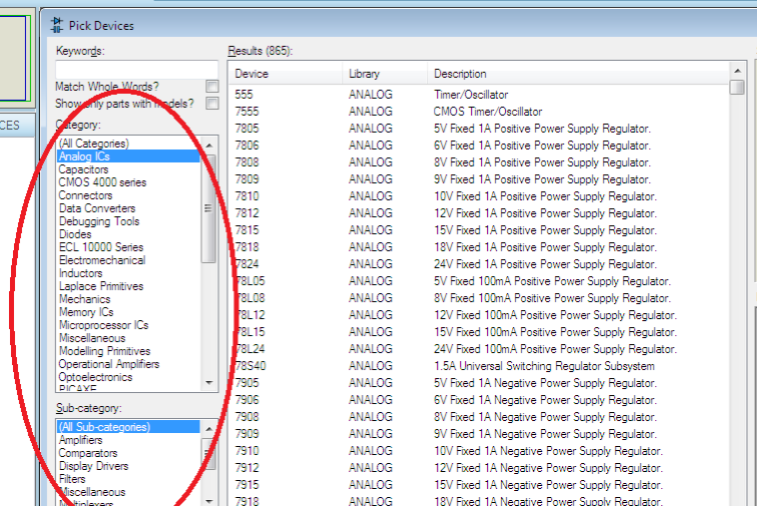 Pick Devices
Keywords:
Match Whole Words?
Show only parts with models?
CES
Category:
(All Categories)
Analog ICs
Capacitors
CMOS 4000 series
Connectors
Data Converters
Debugging Tools
Diodes
ECL 10000 Series
Electromechanical
Inductors
Laplace Primitives
Mechanics
Memory ICs
Microprocessor ICs
Miscellaneous
Modelling Primitives
Operational Amplifiers
Optoelectronics
PICAXE
Sub-category:
(All Sub-categories)
Amplifiers
Comparators
Display Drivers
Filters
Miscellaneous
Multiplexers
Results (865):
Device Library Description
555 ANALOG Timer/Oscillator
7555 ANALOG CMOS Timer/Oscillator
7805 ANALOG 5V Fixed 1A Positive Power Supply Regulator.
7806 ANALOG 6V Fixed 1A Positive Power Supply Regulator.
7808 ANALOG 8V Fixed 1A Positive Power Supply Regulator.
7809 ANALOG 9V Fixed 1A Positive Power Supply Regulator.
7810 ANALOG 10V Fixed 1A Positive Power Supply Regulator.
7812 ANALOG 12V Fixed 1A Positive Power Supply Regulator.
7815 ANALOG 15V Fixed 1A Positive Power Supply Regulator.
7818 ANALOG 18V Fixed 1A Positive Power Supply Regulator.
7824 ANALOG 24V Fixed 1A Positive Power Supply Regulator.
78L05 ANALOG 5V Fixed 100mA Positive Power Supply Regulator.
78L08 ANALOG 8V Fixed 100mA Positive Power Supply Regulator.
78L12 ANALOG 12V Fixed 100mA Positive Power Supply Regulator.
78L15 ANALOG 15V Fixed 100mA Positive Power Supply Regulator.
78L24 ANALOG 24V Fixed 100mA Positive Power Supply Regulator.
78S40 ANALOG 1.5A Universal Switching Regulator Subsystem
7905 ANALOG 5V Fixed 1A Negative Power Supply Regulator.
7906 ANALOG 6V Fixed 1A Negative Power Supply Regulator.
7908 ANALOG 8V Fixed 1A Negative Power Supply Regulator.
7909 ANALOG 9V Fixed 1A Negative Power Supply Regulator.
7910 ANALOG 10V Fixed 1A Negative Power Supply Regulator.
7912 ANALOG 12V Fixed 1A Negative Power Supply Regulator.
7915 ANALOG 15V Fixed 1A Negative Power Supply Regulator.
7918 ANALOG 18V Fixed 1A Negative Power Supply Regulator.